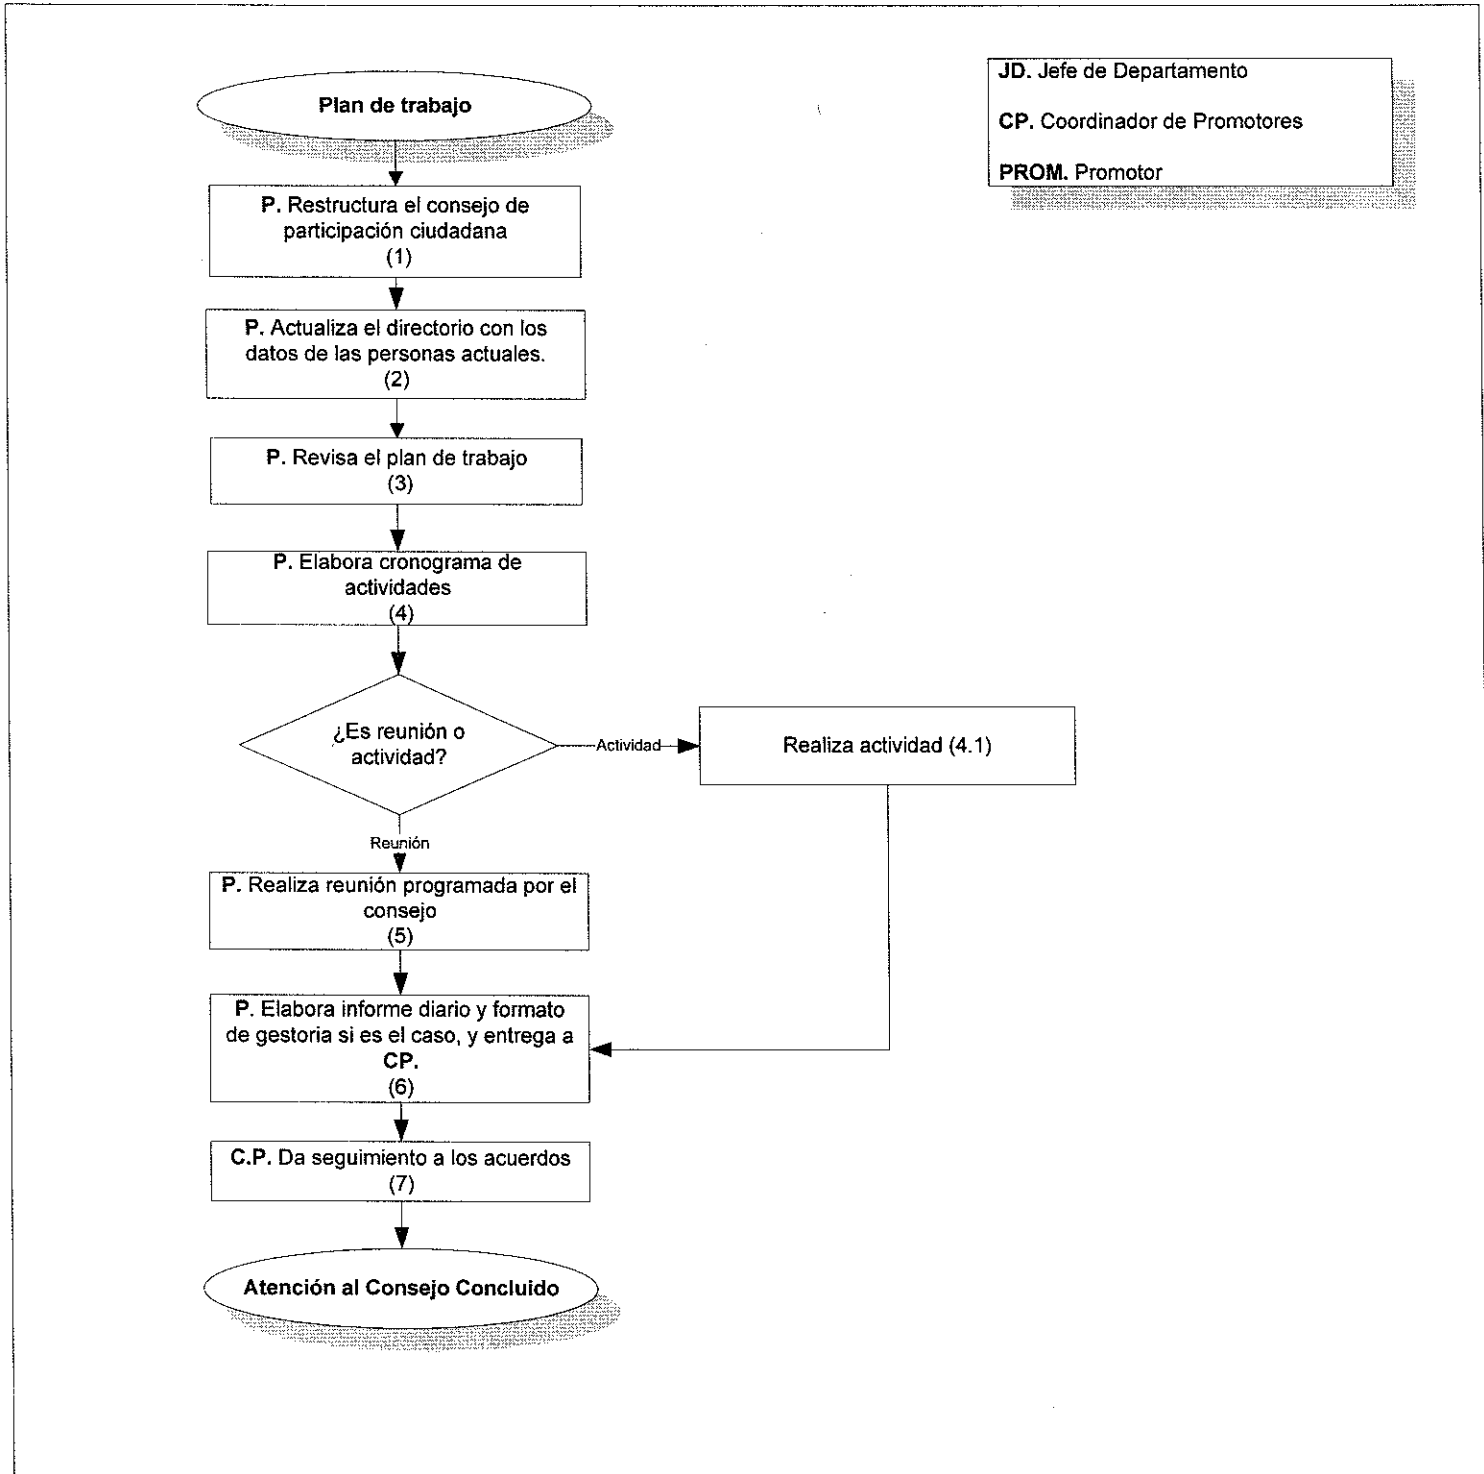 Plan de trabajo
JD. Jefe de Departamento
CP. Coordinador de Promotores
PROM. Promotor
P. Restructura el consejo de
participación ciudadana
(1)
P. Actualiza el directorio con los
datos de las personas actuales.
(2)
P. Revisa el plan de trabajo
(3)
P. Elabora cronograma de
actividades
(4)
¿Es reunión o
actividad?
Actividad
Realiza actividad (4.1)
Reunión
P. Realiza reunión programada por el
consejo
(5)
P. Elabora informe diario y formato
de gestoria si es el caso, y entrega a
CP.
(6)
C.P. Da seguimiento a los acuerdos
(7)
Atención al Consejo Concluido